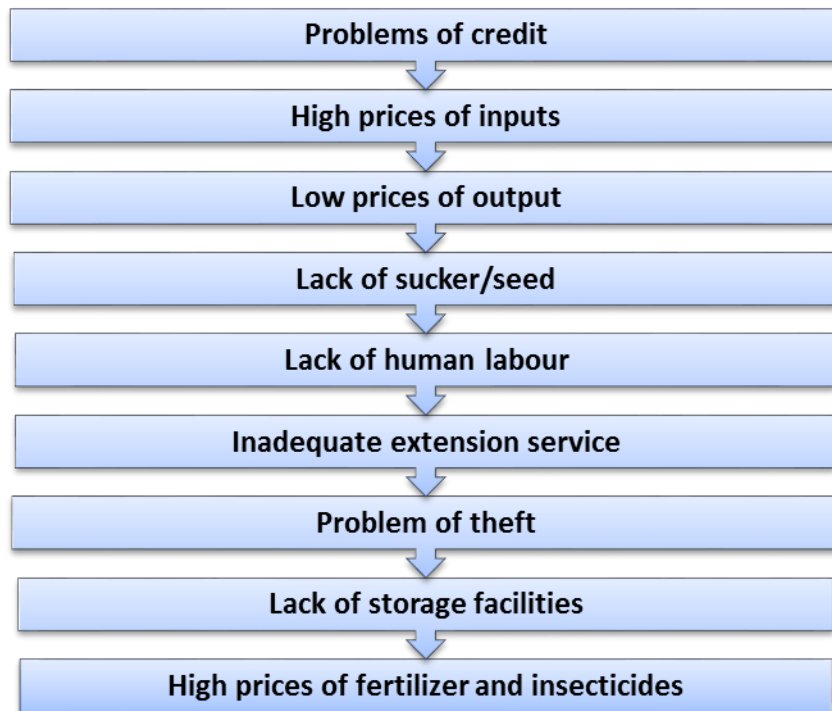 Problems of credit
High prices of inputs
Low prices of output
Lack of sucker/seed
Lack of human labour
Inadequate extension service
Problem of theft
Lack of storage facilities
High prices of fertilizer and insecticides